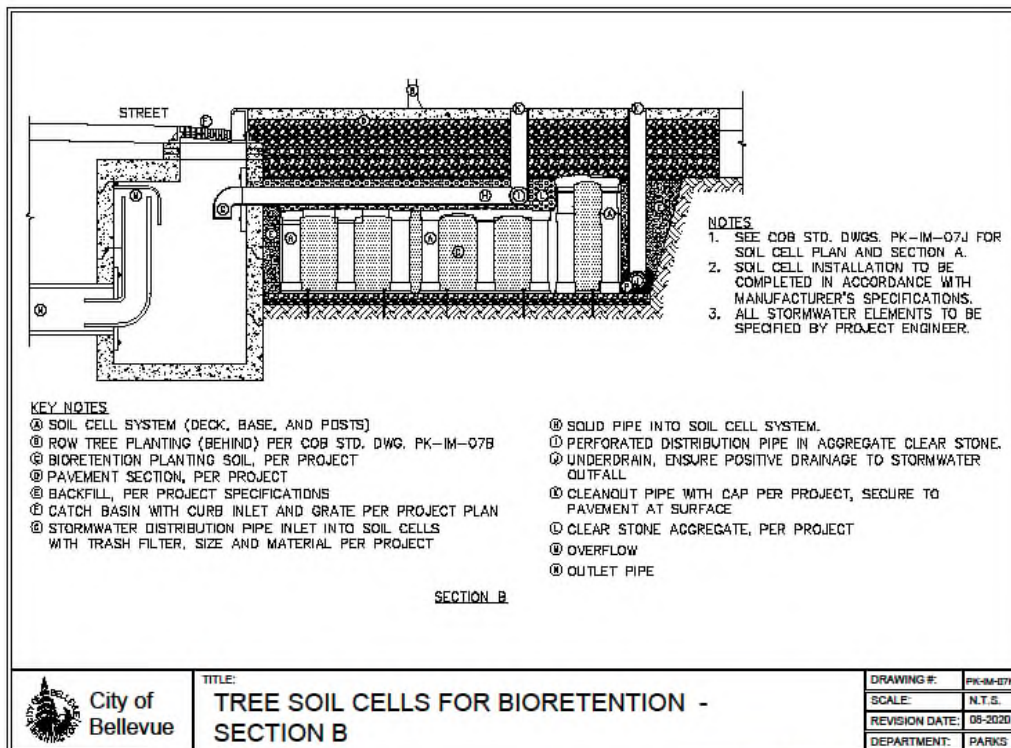 STREET
NOTES
1. SEE COB STD. DWGS. PK-IM-07J FOR
SOIL CELL PLAN AND SECTION A.
2. SOIL CELL INSTALLATION TO BE
COMPLETED IN ACCORDANCE WITH
MANUFACTURER'S SPECIFICATIONS.
3. ALL STORMWATER ELEMENTS TO BE
SPECIFIED BY PROJECT ENGINEER.
KEY NOTES
Ⓐ SOIL CELL SYSTEM (DECK, BASE, AND POSTS)
Ⓑ ROW TREE PLANTING (BEHIND) PER COB STD. DWG. PK-IM-07B
Ⓒ BIORETENTION PLANTING SOIL, PER PROJECT
Ⓓ PAVEMENT SECTION, PER PROJECT
Ⓔ BACKFILL, PER PROJECT SPECIFICATIONS
Ⓕ CATCH BASIN WITH CURB INLET AND GRATE PER PROJECT PLAN
Ⓖ STORMWATER DISTRIBUTION PIPE INLET INTO SOIL CELLS
WITH TRASH FILTER, SIZE AND MATERIAL PER PROJECT
Ⓗ SOLID PIPE INTO SOIL CELL SYSTEM.
Ⓘ PERFORATED DISTRIBUTION PIPE IN AGGREGATE CLEAR STONE.
Ⓙ UNDERDRAIN, ENSURE POSITIVE DRAINAGE TO STORMWATER
OUTFALL
Ⓚ CLEANOUT PIPE WITH CAP PER PROJECT, SECURE TO
PAVEMENT AT SURFACE
Ⓛ CLEAR STONE AGGREGATE, PER PROJECT
Ⓜ OVERFLOW
Ⓝ OUTLET PIPE
SECTION B
City of
Bellevue
TITLE:
TREE SOIL CELLS FOR BIORETENTION -
SECTION B
DRAWING #:
SCALE: N.T.S.
REVISION DATE: 08-2020
DEPARTMENT: PARKS